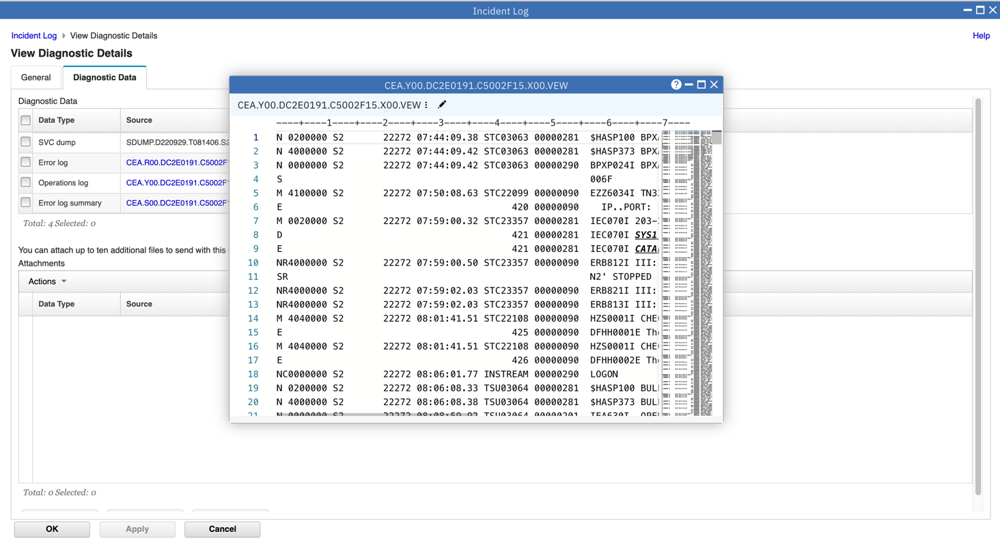 Incident Log
Incident Log View Diagnostic Details
Help
View Diagnostic Details
General
Diagnostic Data
Diagnostic Data
Data Type Source
SVC dump SDUMP.D220929.T081406.S2
Error log CEA.R00.DC2E0191.C5002F
Operations log CEA.Y00.DC2E0191.C5002F
Error log summary CEA.S00.DC2E0191.C5002F
Total: 4 Selected: 0
You can attach up to ten additional files to send with this
Attachments
Actions
Data Type Source
Total: 0 Selected: 0
OK
Apply
Cancel
CEA.Y00.DC2E0191.C5002F15.X00.VEW
CEA.Y00.DC2E0191.C5002F15.X00.VEW
----+----1----+----2----+----3----+----4----+----5----+----6----+----7----
1 N 0200000 S2 22272 07:44:09.38 STC03063 00000281 $HASP100 BPXA
2 N 4000000 S2 22272 07:44:09.42 STC03063 00000281 $HASP373 BPXA
3 N 0000000 S2 22272 07:44:09.42 STC03063 00000290 BPXP024I BPXA
4 S 006F
5 M 4100000 S2 22272 07:50:08.63 STC22099 00000090 EZZ6034I TN32
6 E 420 00000090 IP..PORT:
7 M 0020000 S2 22272 07:59:00.32 STC23357 00000281 IEC070I 203-
8 D 421 00000281 IEC070I SYS1
9 E 421 00000281 IEC070I CATA
10 NR4000000 S2 22272 07:59:00.50 STC23357 00000090 ERB812I III:
11 SR N2' STOPPED
12 NR4000000 S2 22272 07:59:02.03 STC23357 00000090 ERB821I III:
13 NR4000000 S2 22272 07:59:02.03 STC23357 00000090 ERB813I III:
14 M 4040000 S2 22272 08:01:41.51 STC22108 00000090 HZS0001I CHE
15 E 425 00000090 DFHH0001E The
16 M 4040000 S2 22272 08:01:41.51 STC22108 00000090 HZS0001I CHE
17 E 426 00000090 DFHH0002E The
18 NC0000000 S2 22272 08:06:01.77 INSTREAM 00000290 LOGON
19 N 0200000 S2 22272 08:06:08.33 TSU03064 00000281 $HASP100 BULL
20 N 4000000 S2 22272 08:06:08.38 TSU03064 00000281 $HASP373 BULL
21 N 0000000 S2 22272 08:08:59.92 TSU03064